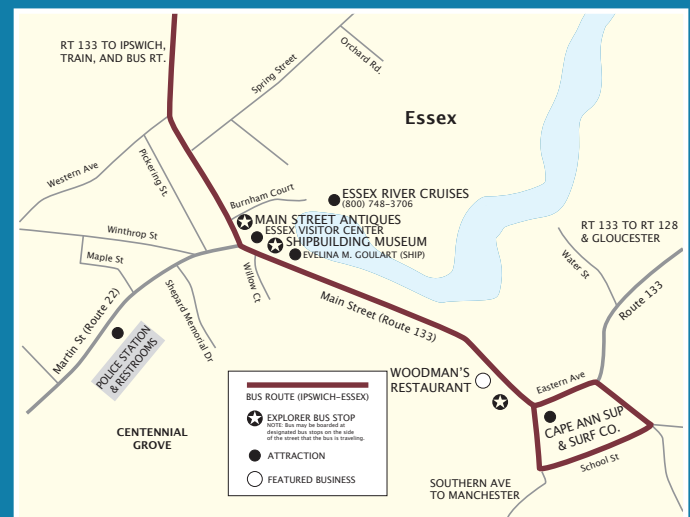 RT 133 TO IPSWICH,
TRAIN, AND BUS RT.
Spring Street
Orchard Rd.
Essex
Western Ave
Pickering St.
Burnham Court
ESSEX RIVER CRUISES
(800) 748-3706
MAIN STREET ANTIQUES
ESSEX VISITOR CENTER
SHIPBUILDING MUSEUM
EVELINA M. GOULART (SHIP)
RT 133 TO RT 128
& GLOUCESTER
Winthrop St
Maple St
Water St
Willow Ct
Shepard Memorial Dr
Martin St (Route 22)
Main Street (Route 133)
Route 133
POLICE STATION
& RESTROOMS
WOODMAN'S
RESTAURANT
Eastern Ave
CAPE ANN SUP
& SURF CO.
School St
CENTENNIAL
GROVE
SOUTHERN AVE
TO MANCHESTER
BUS ROUTE (IPSWICH-ESSEX)
EXPLORER BUS STOP
NOTE: Bus may be boarded at
designated bus stops on the side
of the street that the bus is traveling.
ATTRACTION
FEATURED BUSINESS